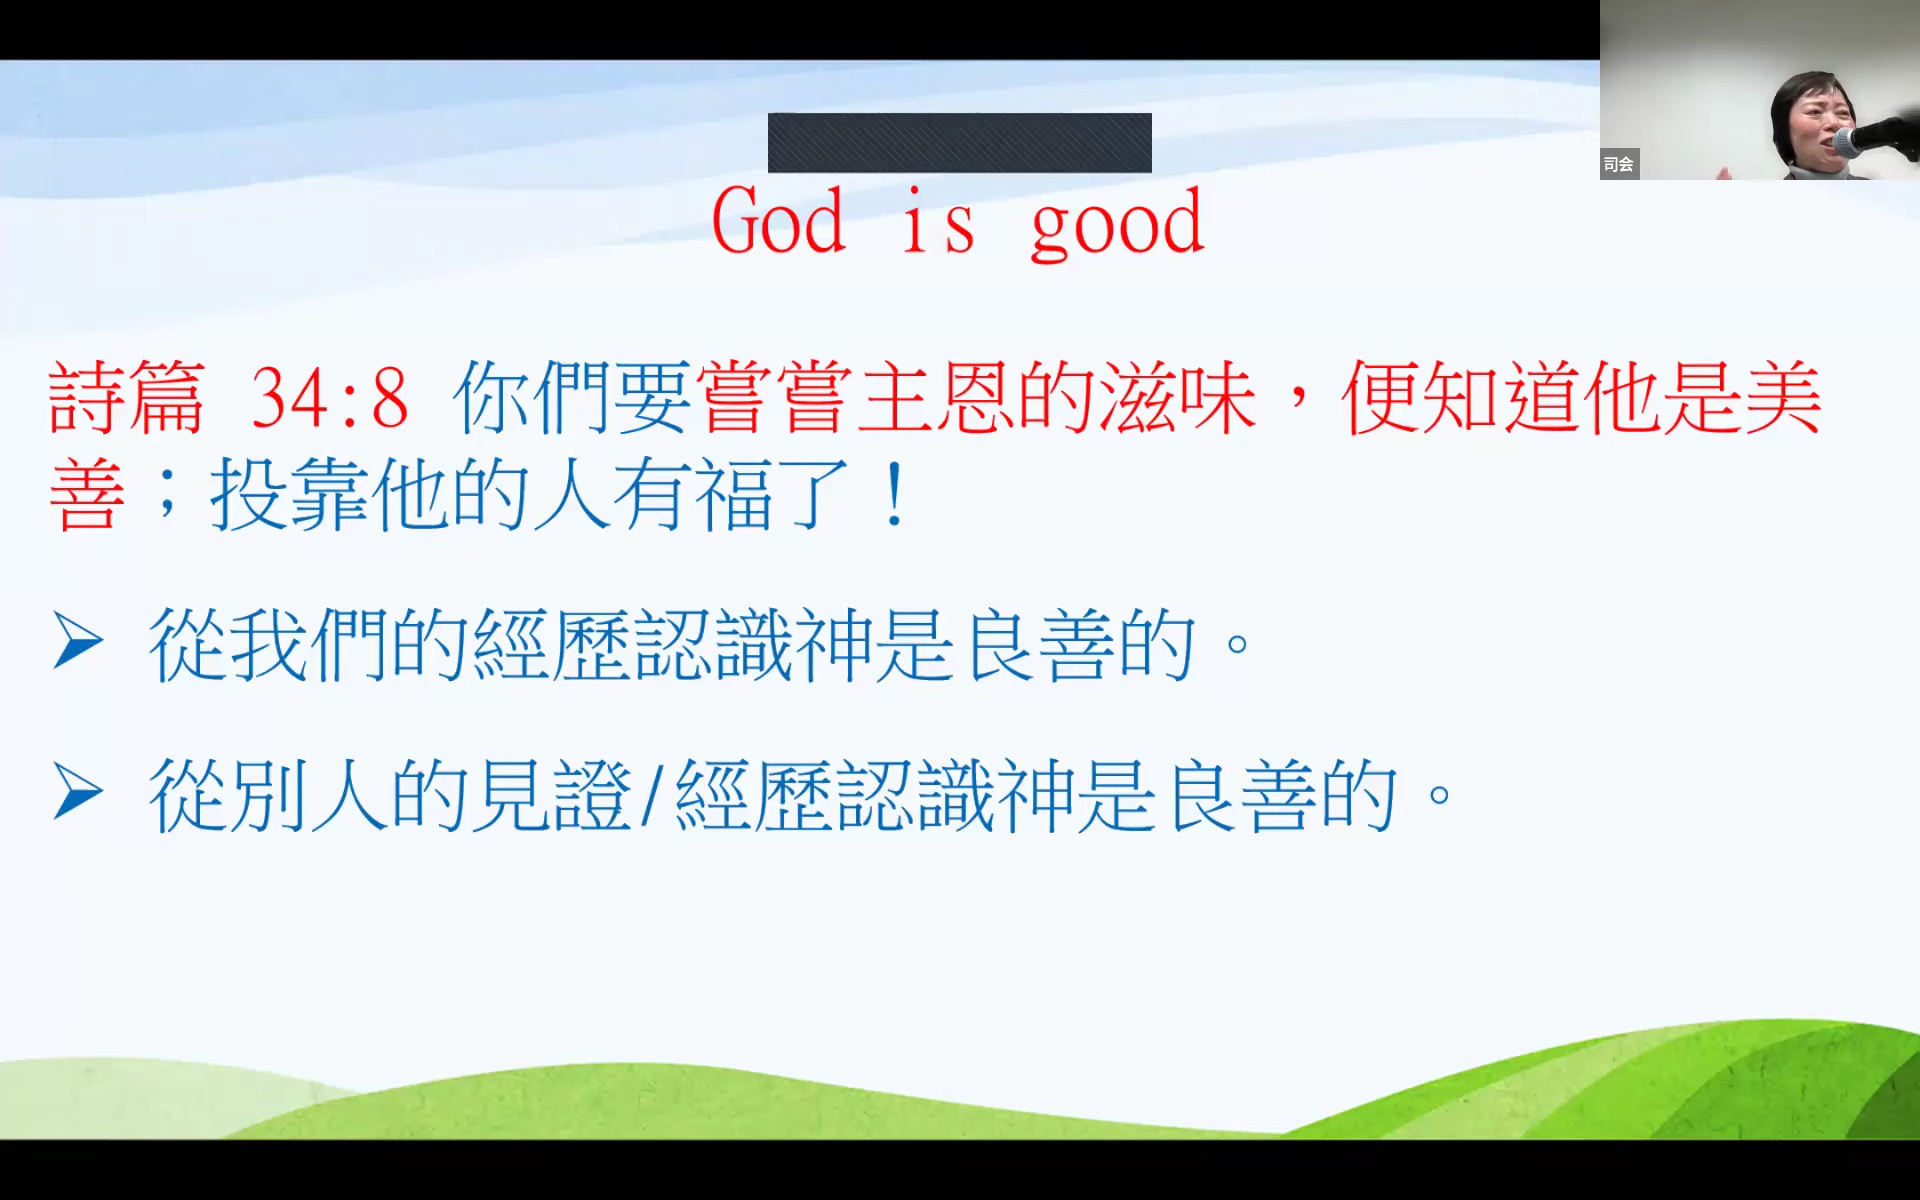 司会
God is good
詩篇 34:8 你們要嘗嘗主恩的滋味，便知道他是美
善；投靠他的人有福了！
➢ 從我們的經歷認識神是良善的。
➢ 從別人的見證/經歷認識神是良善的。